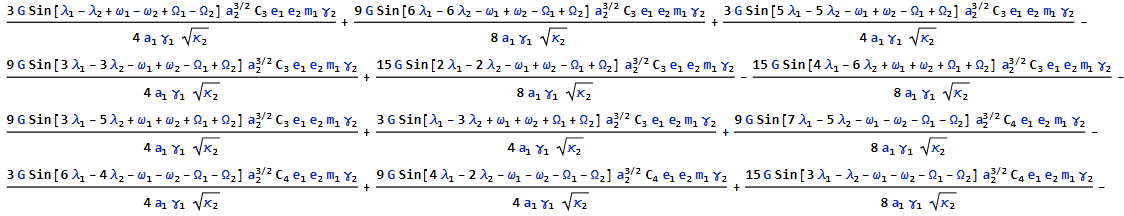 3 G Sin[λ₁ − λ₂ + ω₁ − ω₂ + Ω₁ − Ω₂] a₂^{3/2} C₃ e₁ e₂ m₁ γ₂ / (4 a₁ γ₁ √κ₂) + 9 G Sin[6 λ₁ − 6 λ₂ − ω₁ + ω₂ − Ω₁ + Ω₂] a₂^{3/2} C₃ e₁ e₂ m₁ γ₂ / (8 a₁ γ₁ √κ₂) + 3 G Sin[5 λ₁ − 5 λ₂ − ω₁ + ω₂ − Ω₁ + Ω₂] a₂^{3/2} C₃ e₁ e₂ m₁ γ₂ / (4 a₁ γ₁ √κ₂) −
9 G Sin[3 λ₁ − 3 λ₂ − ω₁ + ω₂ − Ω₁ + Ω₂] a₂^{3/2} C₃ e₁ e₂ m₁ γ₂ / (4 a₁ γ₁ √κ₂) + 15 G Sin[2 λ₁ − 2 λ₂ − ω₁ + ω₂ − Ω₁ + Ω₂] a₂^{3/2} C₃ e₁ e₂ m₁ γ₂ / (8 a₁ γ₁ √κ₂) − 15 G Sin[4 λ₁ − 6 λ₂ + ω₁ + ω₂ + Ω₁ + Ω₂] a₂^{3/2} C₃ e₁ e₂ m₁ γ₂ / (8 a₁ γ₁ √κ₂) −
9 G Sin[3 λ₁ − 5 λ₂ + ω₁ + ω₂ + Ω₁ + Ω₂] a₂^{3/2} C₃ e₁ e₂ m₁ γ₂ / (4 a₁ γ₁ √κ₂) + 3 G Sin[λ₁ − 3 λ₂ + ω₁ + ω₂ + Ω₁ + Ω₂] a₂^{3/2} C₃ e₁ e₂ m₁ γ₂ / (4 a₁ γ₁ √κ₂) + 9 G Sin[7 λ₁ − 5 λ₂ − ω₁ − ω₂ − Ω₁ − Ω₂] a₂^{3/2} C₄ e₁ e₂ m₁ γ₂ / (8 a₁ γ₁ √κ₂) −
3 G Sin[6 λ₁ − 4 λ₂ − ω₁ − ω₂ − Ω₁ − Ω₂] a₂^{3/2} C₄ e₁ e₂ m₁ γ₂ / (4 a₁ γ₁ √κ₂) + 9 G Sin[4 λ₁ − 2 λ₂ − ω₁ − ω₂ − Ω₁ − Ω₂] a₂^{3/2} C₄ e₁ e₂ m₁ γ₂ / (4 a₁ γ₁ √κ₂) + 15 G Sin[3 λ₁ − λ₂ − ω₁ − ω₂ − Ω₁ − Ω₂] a₂^{3/2} C₄ e₁ e₂ m₁ γ₂ / (8 a₁ γ₁ √κ₂) −